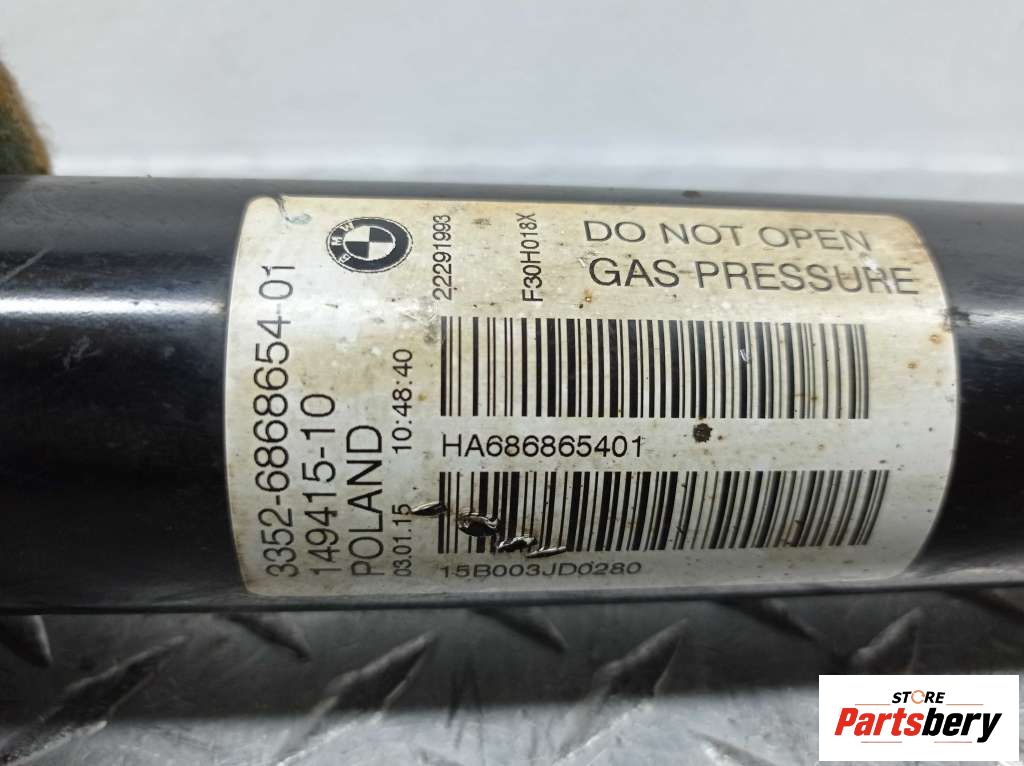 3352-6868654-01
149415-10
POLAND
03.01.15 10:48:40
BMW
22291993
F30H018X
DO NOT OPEN
GAS PRESSURE
HA686865401
15B003JD0280
STORE
Partsbery